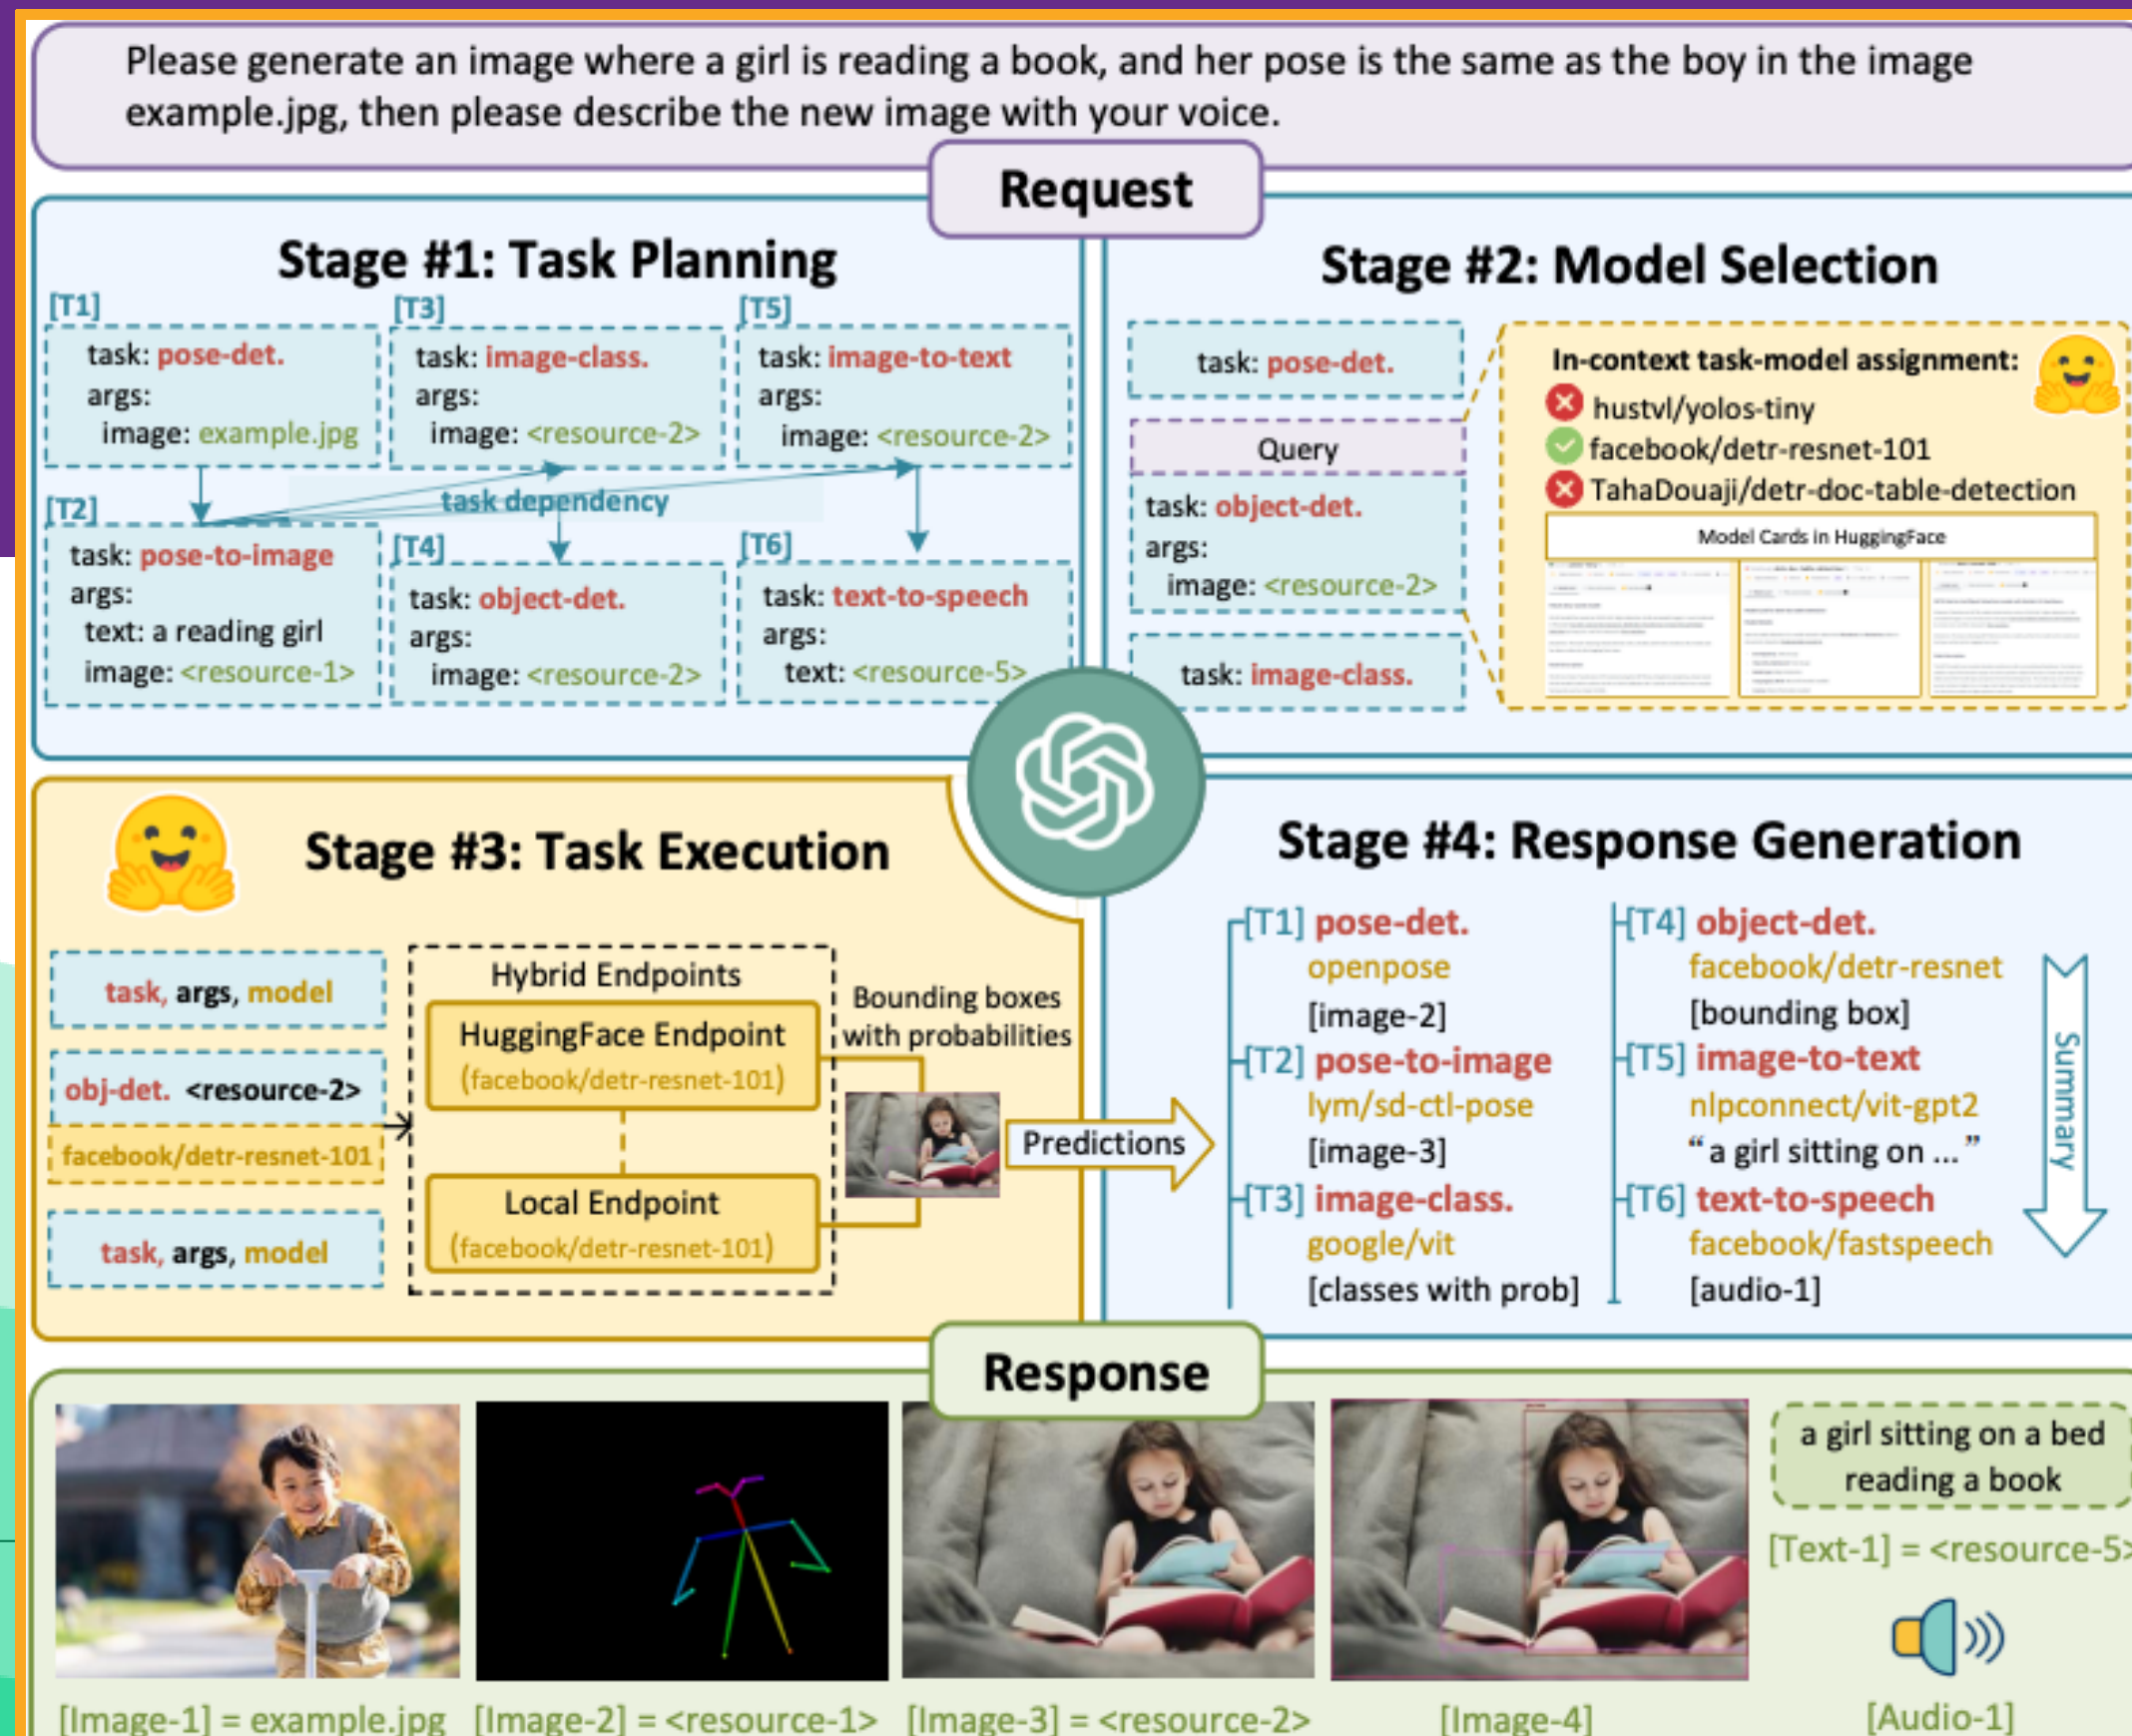 Please generate an image where a girl is reading a book, and her pose is the same as the boy in the image
example.jpg, then please describe the new image with your voice.
Request
Stage #1: Task Planning
[T1]
task: pose-det.
args:
image: example.jpg
[T2]
task: pose-to-image
args:
text: a reading girl
image: <resource-1>
[T3]
task: image-class.
args:
image: <resource-2>
task dependency
[T4]
task: object-det.
args:
image: <resource-2>
[T5]
task: image-to-text
args:
image: <resource-2>
[T6]
task: text-to-speech
args:
text: <resource-5>
Stage #2: Model Selection
task: pose-det.
Query
task: object-det.
args:
image: <resource-2>
task: image-class.
In-context task-model assignment:
hustvl/yolos-tiny
facebook/detr-resnet-101
TahaDouaji/detr-doc-table-detection
Model Cards in HuggingFace
Stage #3: Task Execution
task, args, model
obj-det. <resource-2>
facebook/detr-resnet-101
task, args, model
Hybrid Endpoints
HuggingFace Endpoint
(facebook/detr-resnet-101)
Local Endpoint
(facebook/detr-resnet-101)
Bounding boxes
with probabilities
Predictions
Stage #4: Response Generation
[T1] pose-det.
openpose
[image-2]
[T2] pose-to-image
lym/sd-ctl-pose
[image-3]
[T3] image-class.
google/vit
[classes with prob]
[T4] object-det.
facebook/detr-resnet
[bounding box]
[T5] image-to-text
nlpconnect/vit-gpt2
“a girl sitting on ...”
[T6] text-to-speech
facebook/fastspeech
[audio-1]
Summary
Response
[Image-1] = example.jpg
[Image-2] = <resource-1>
[Image-3] = <resource-2>
[Image-4]
a girl sitting on a bed
reading a book
[Text-1] = <resource-5>
[Audio-1]